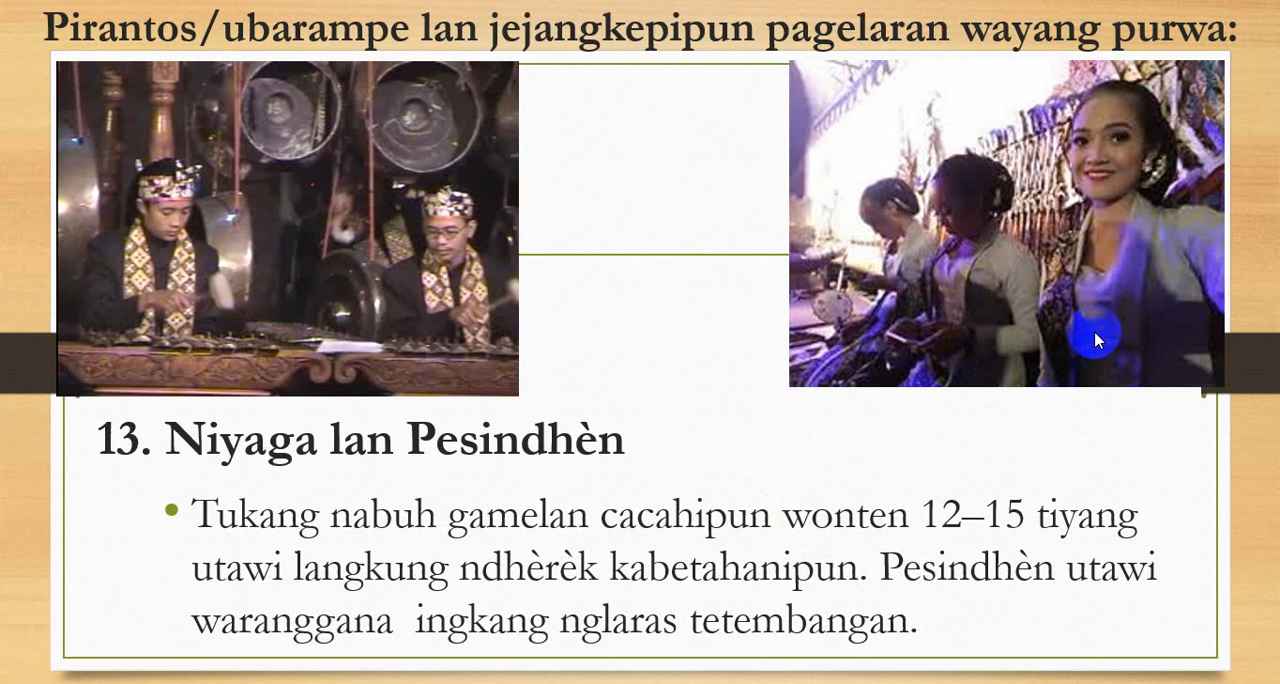 Pirantos/ubarampe lan jejangkepipun pagelaran wayang purwa:
13. Niyaga lan Pesindhèn
• Tukang nabuh gamelan cacahipun wonten 12–15 tiyang
utawi langkung ndhèrèk kabetahanipun. Pesindhèn utawi
waranggana ingkang nglaras tetembangan.